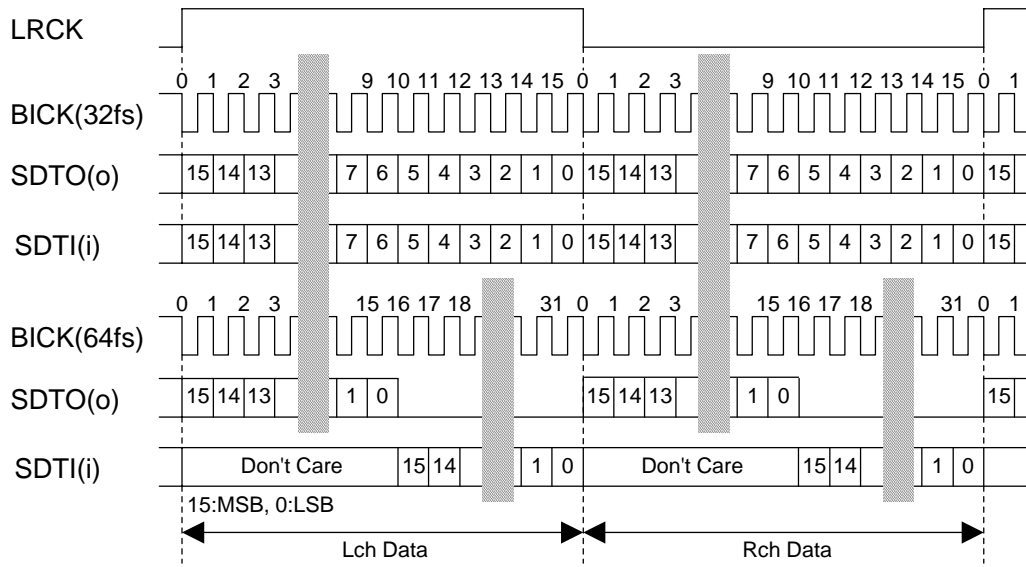 LRCK
0 1 2 3 9 10 11 12 13 14 15 0 1 2 3 9 10 11 12 13 14 15 0 1
BICK(32fs)
SDTO(o) 15 14 13 7 6 5 4 3 2 1 0 15 14 13 7 6 5 4 3 2 1 0 15
SDTI(i) 15 14 13 7 6 5 4 3 2 1 0 15 14 13 7 6 5 4 3 2 1 0 15
0 1 2 3 15 16 17 18 31 0 1 2 3 15 16 17 18 31 0 1
BICK(64fs)
SDTO(o) 15 14 13 1 0 15 14 13 1 0 15
SDTI(i) Don't Care 15 14 1 0 Don't Care 15 14 1 0
15:MSB, 0:LSB
Lch Data Rch Data